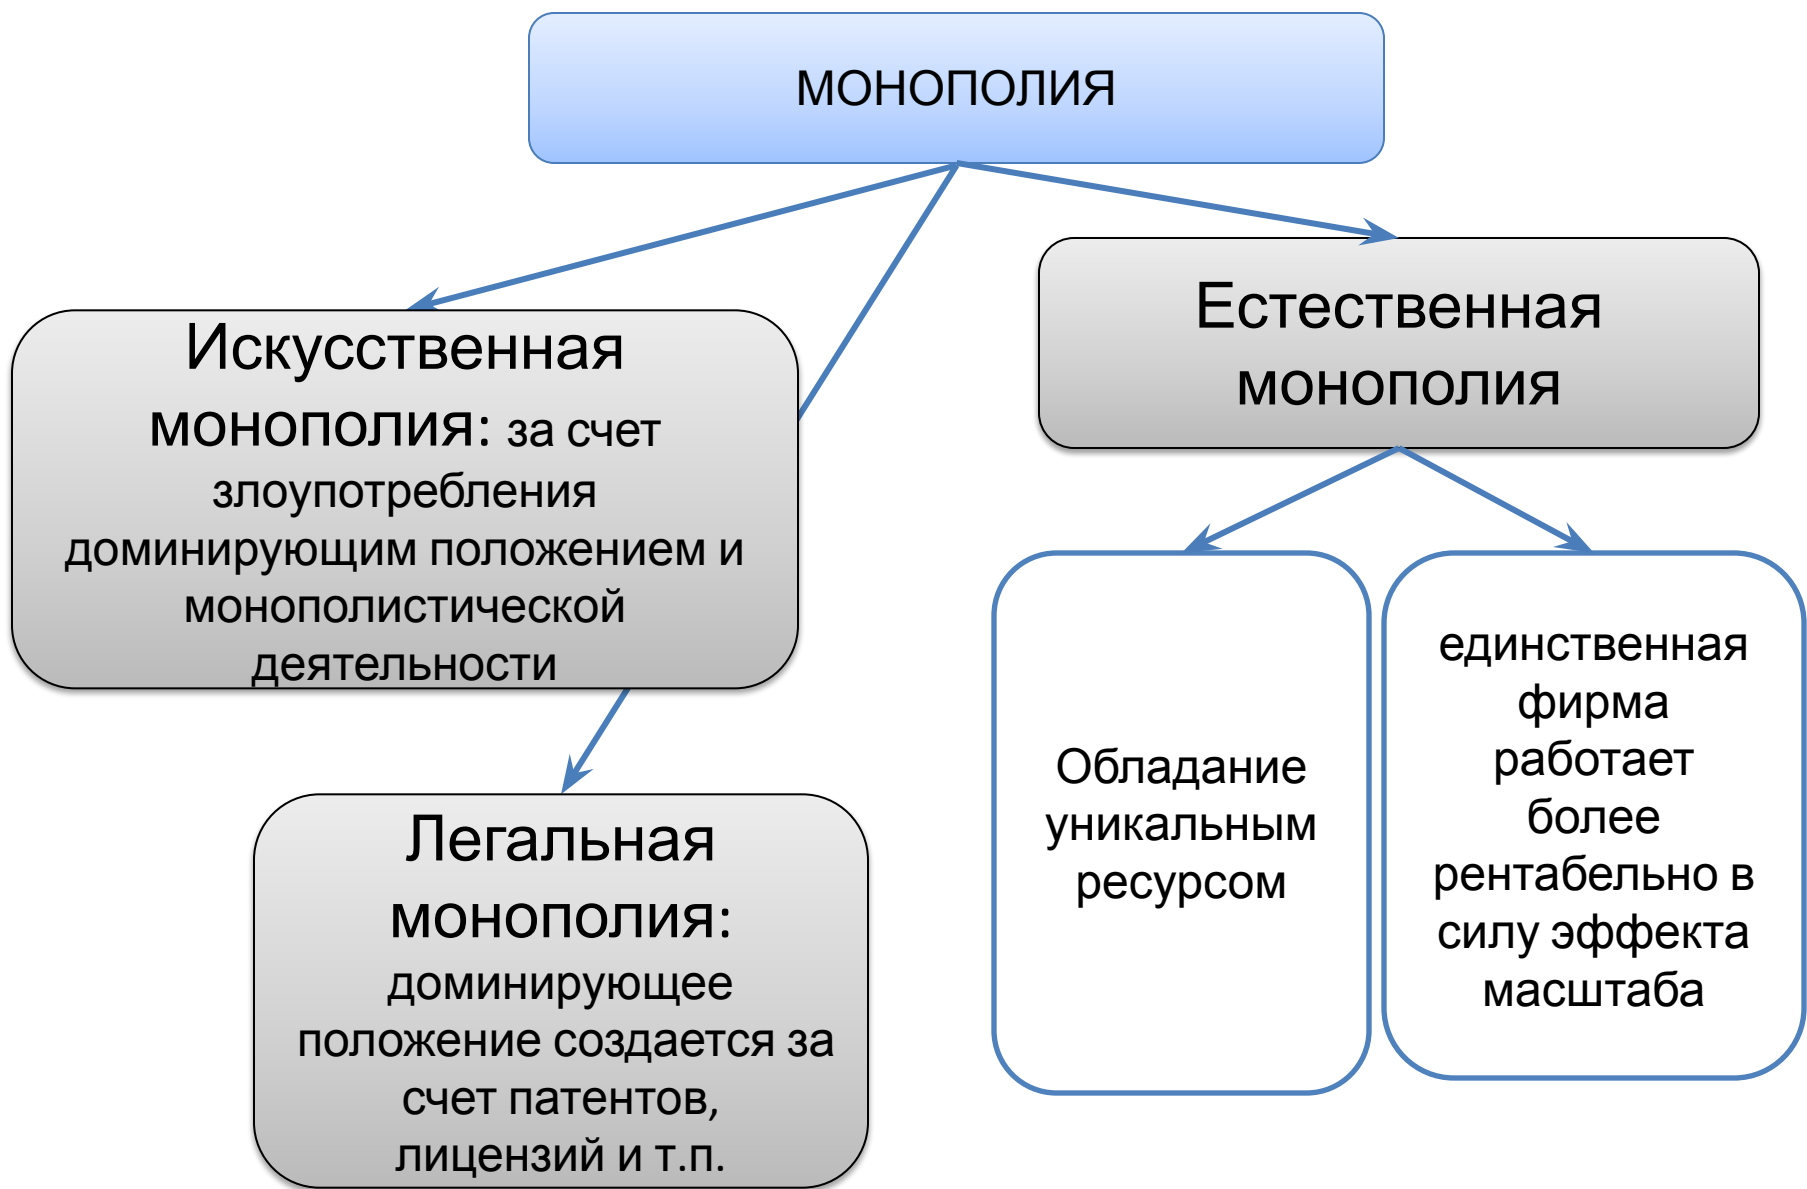 МОНОПОЛИЯ
Искусственная
монополия: за счет
злоупотребления
доминирующим положением и
монополистической
деятельности
Естественная
монополия
Легальная
монополия:
доминирующее
положение создается за
счет патентов,
лицензий и т.п.
Обладание
уникальным
ресурсом
единственная
фирма
работает
более
рентабельно в
силу эффекта
масштаба